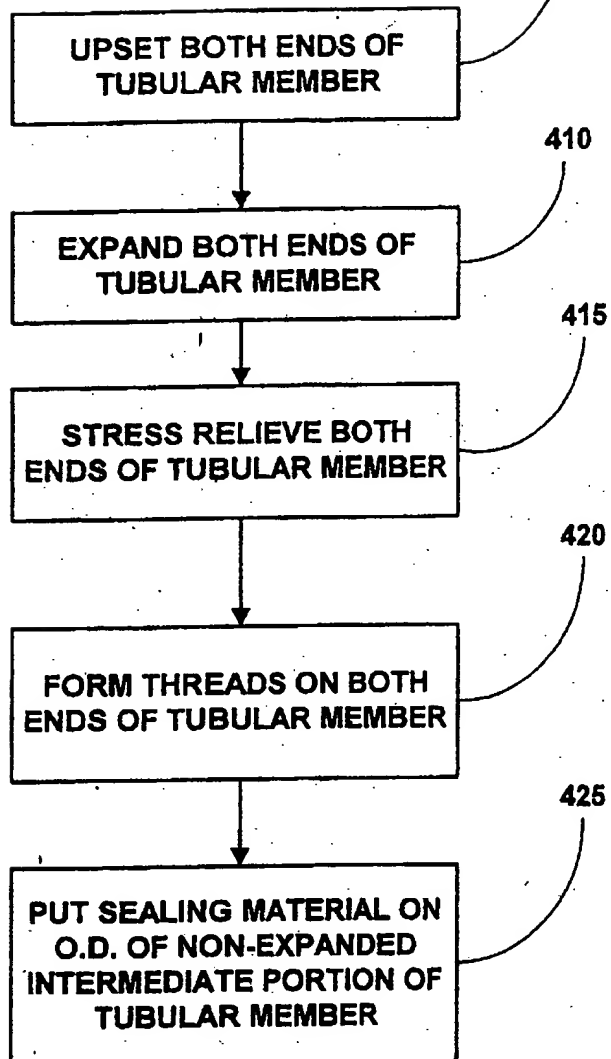 UPSET BOTH ENDS OF
TUBULAR MEMBER
410
EXPAND BOTH ENDS OF
TUBULAR MEMBER
415
STRESS RELIEVE BOTH
ENDS OF TUBULAR MEMBER
420
FORM THREADS ON BOTH
ENDS OF TUBULAR MEMBER
425
PUT SEALING MATERIAL ON
O.D. OF NON-EXPANDED
INTERMEDIATE PORTION OF
TUBULAR MEMBER